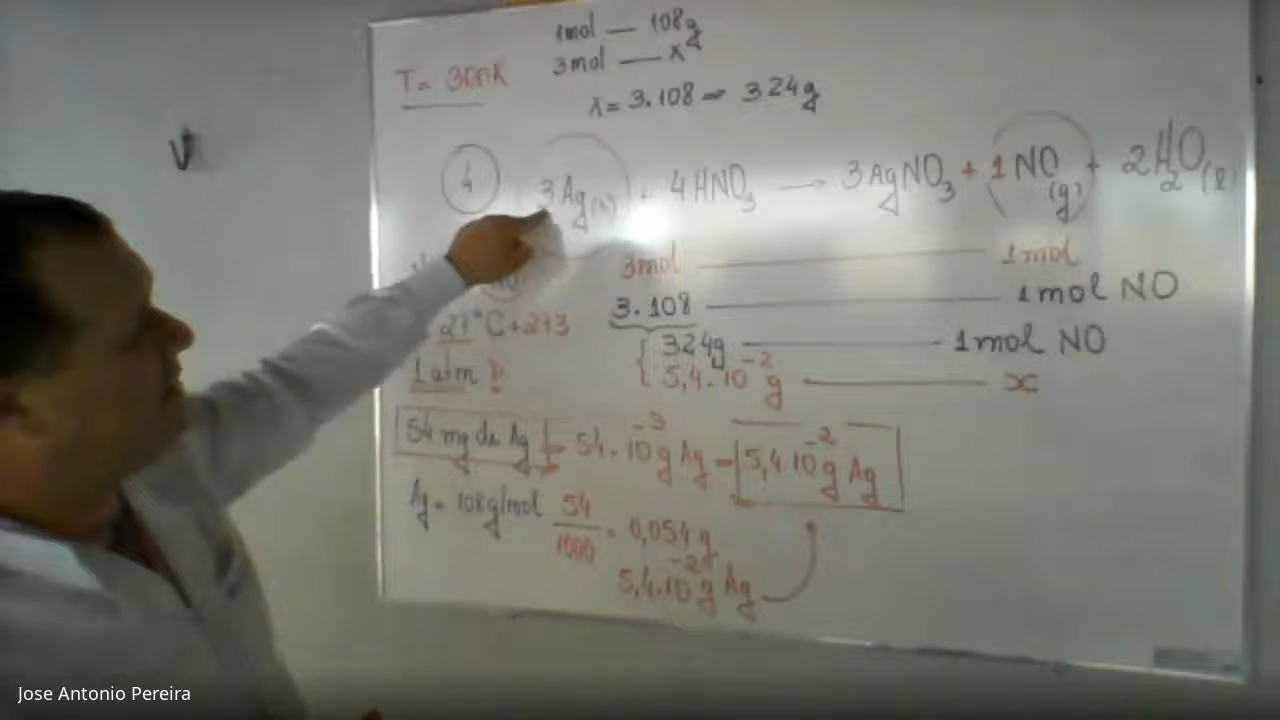 1mol — 108g
3mol — x
T= 300K
x= 3.108 = 324g
4
3Ag(s) + 4HNO3 → 3AgNO3 + 1NO(g) + 2H2O(l)
3mol — 1mol
3.108 — 1mol NO
27°C+273
324g — 1mol NO
1atm
5,4.10-2 g — x
54 mg de Ag = 54.10-3 g Ag = 5,4.10-2 g Ag
Ag = 108g/mol 54/1000 = 0,054g
5,4.10-2 g Ag
Jose Antonio Pereira